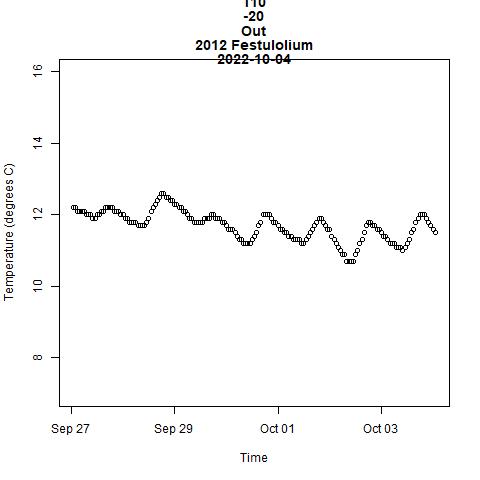 110
-20
Out
2012 Festulolium
2022-10-04
16
14
12
10
8
Temperature (degrees C)
Sep 27
Sep 29
Oct 01
Oct 03
Time